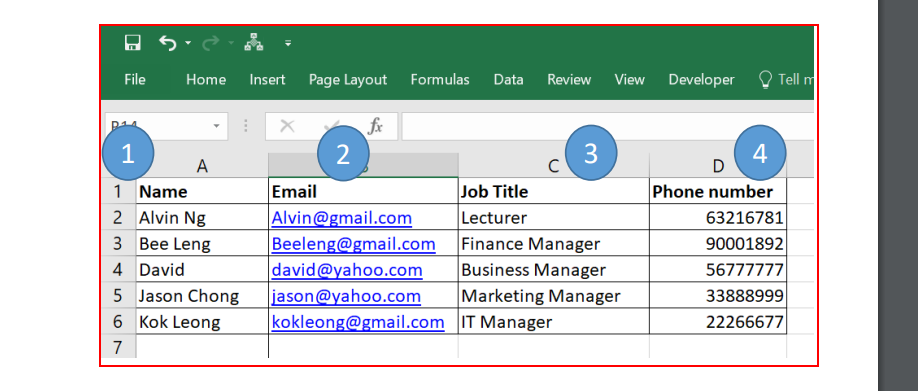 File Home Insert Page Layout Formulas Data Review View Developer Tell m
fx
1 2 3 4
A C D
1 Name Email Job Title Phone number
2 Alvin Ng Alvin@gmail.com Lecturer 63216781
3 Bee Leng Beeleng@gmail.com Finance Manager 90001892
4 David david@yahoo.com Business Manager 56777777
5 Jason Chong jason@yahoo.com Marketing Manager 33888999
6 Kok Leong kokleong@gmail.com IT Manager 22266677
7